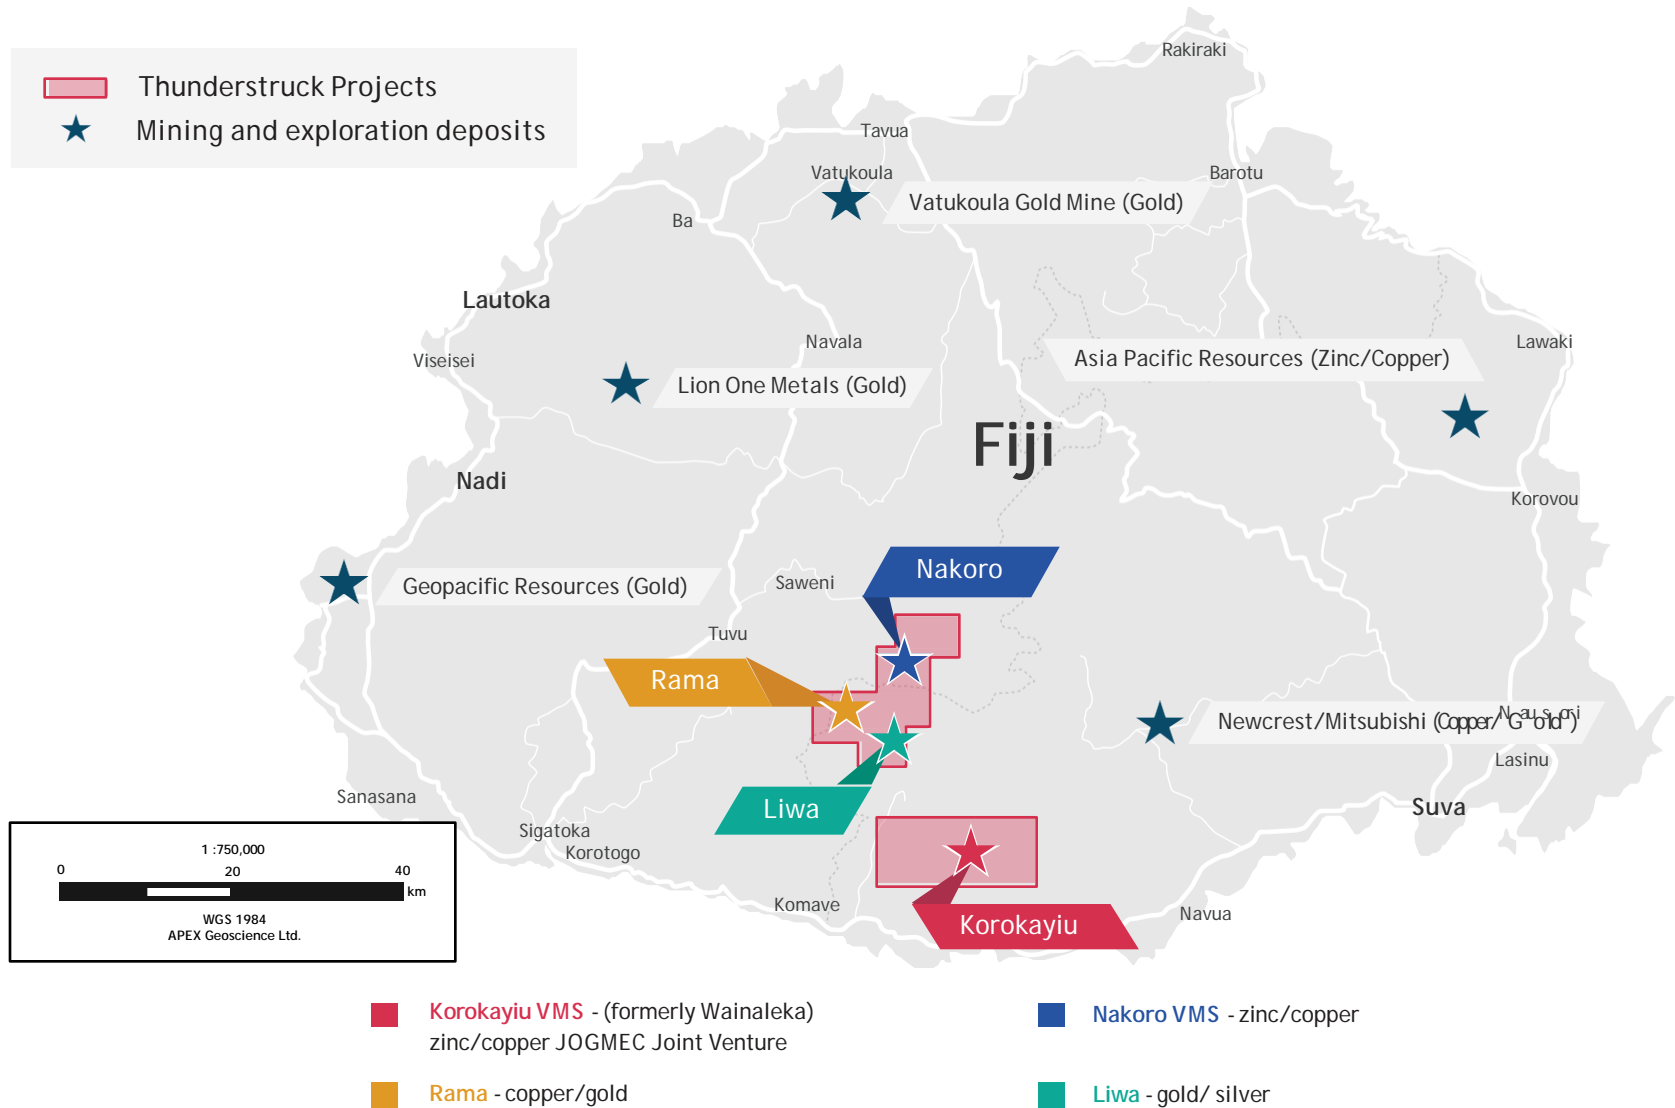 Thunderstruck Projects
Mining and exploration deposits
Rakiraki
Tavua
Vatukoula
Barotu
Vatukoula Gold Mine (Gold)
Ba
Lautoka
Navala
Lawaki
Viseisei
Asia Pacific Resources (Zinc/Copper)
Lion One Metals (Gold)
Fiji
Nadi
Korovou
Nakoro
Saweni
Geopacific Resources (Gold)
Tuvu
Rama
Newcrest/Mitsubishi (Copper/Gold)
Nausori
Lasinu
Sanasana
Liwa
Suva
Sigatoka
Korotogo
Komave
Navua
Korokayiu
1 :750,000
0 20 40
km
WGS 1984
APEX Geoscience Ltd.
Korokayiu VMS - (formerly Wainaleka)
zinc/copper JOGMEC Joint Venture
Nakoro VMS - zinc/copper
Rama - copper/gold
Liwa - gold/ silver